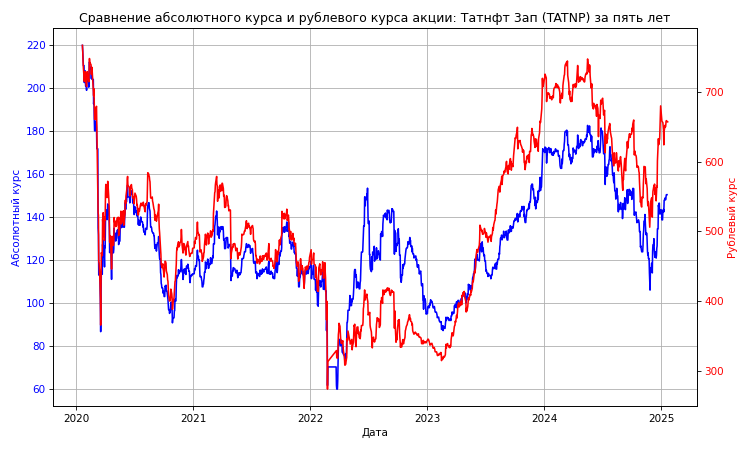 Сравнение абсолютного курса и рублевого курса акции: Татнфт 3ап (TATNP) за пять лет
220
200
180
160
140
120
100
80
60
Абсолютный курс
700
600
500
400
300
Рублевый курс
2020 2021 2022 2023 2024 2025
Дата